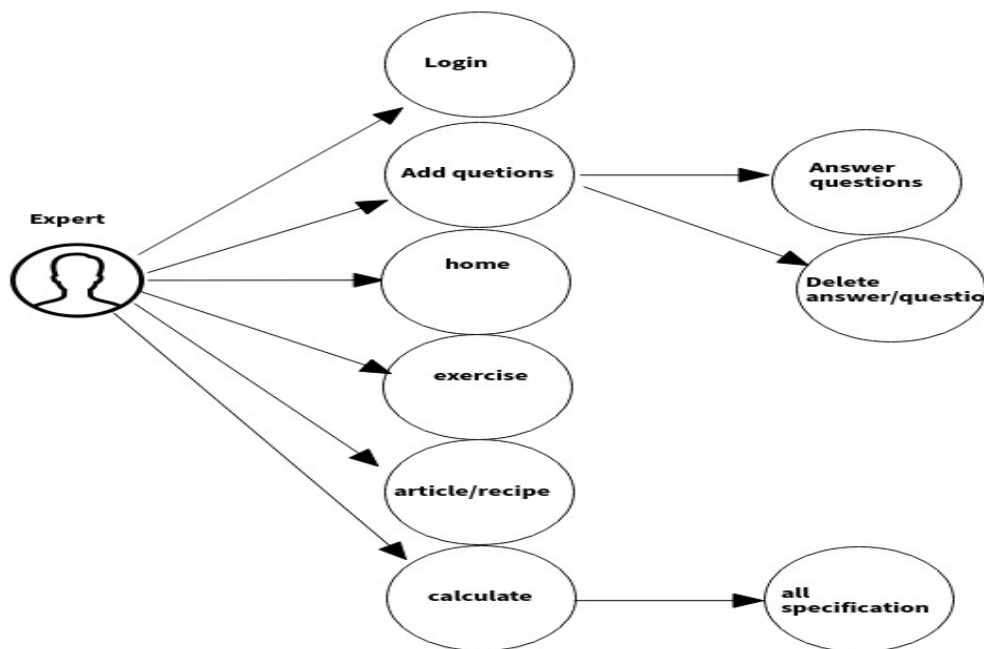 Login
Add quetions
Answer
questions
Expert
home
Delete
answer/questio
exercise
article/recipe
calculate
all
specification